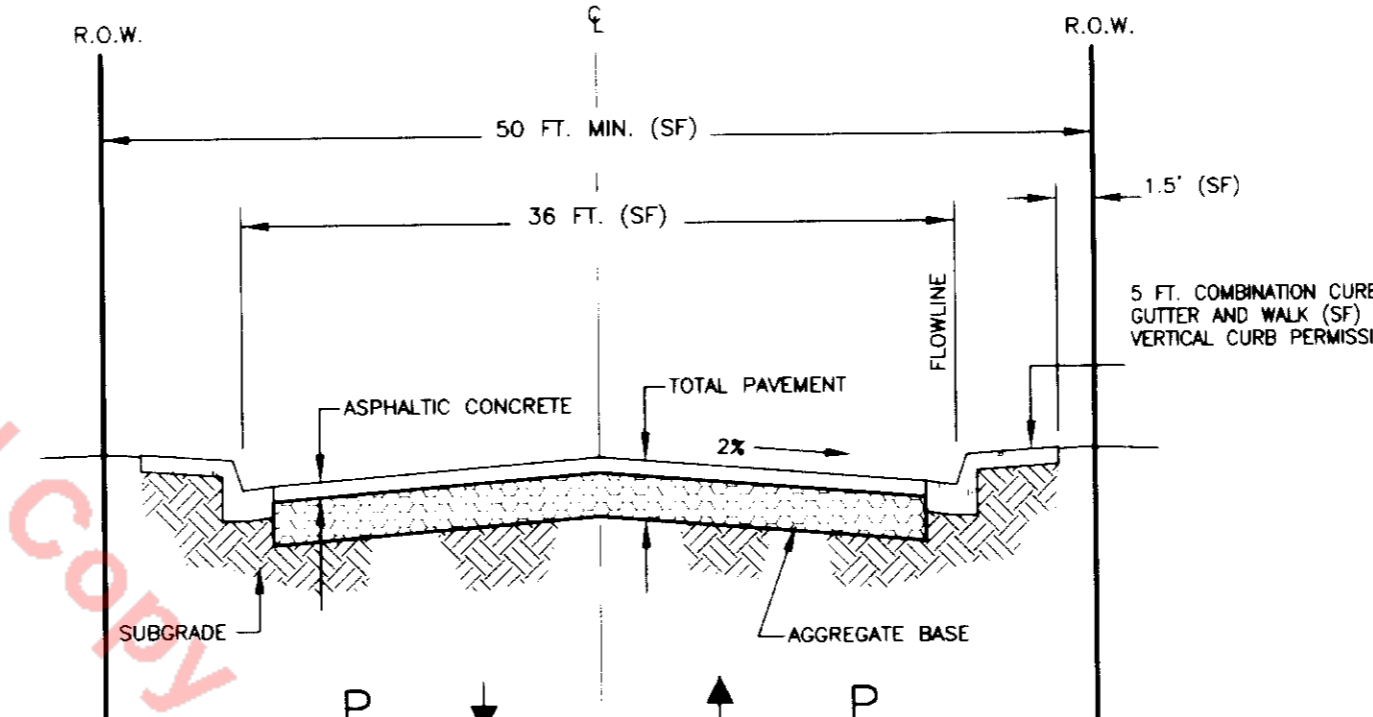 R.O.W.
℄
R.O.W.
50 FT. MIN. (SF)
1.5' (SF)
36 FT. (SF)
FLOWLINE
5 FT. COMBINATION
GUTTER AND WALK (SF)
VERTICAL CURB
TOTAL PAVEMENT
ASPHALTIC CONCRETE
2%
SUBGRADE
AGGREGATE BASE
P
P
Copy